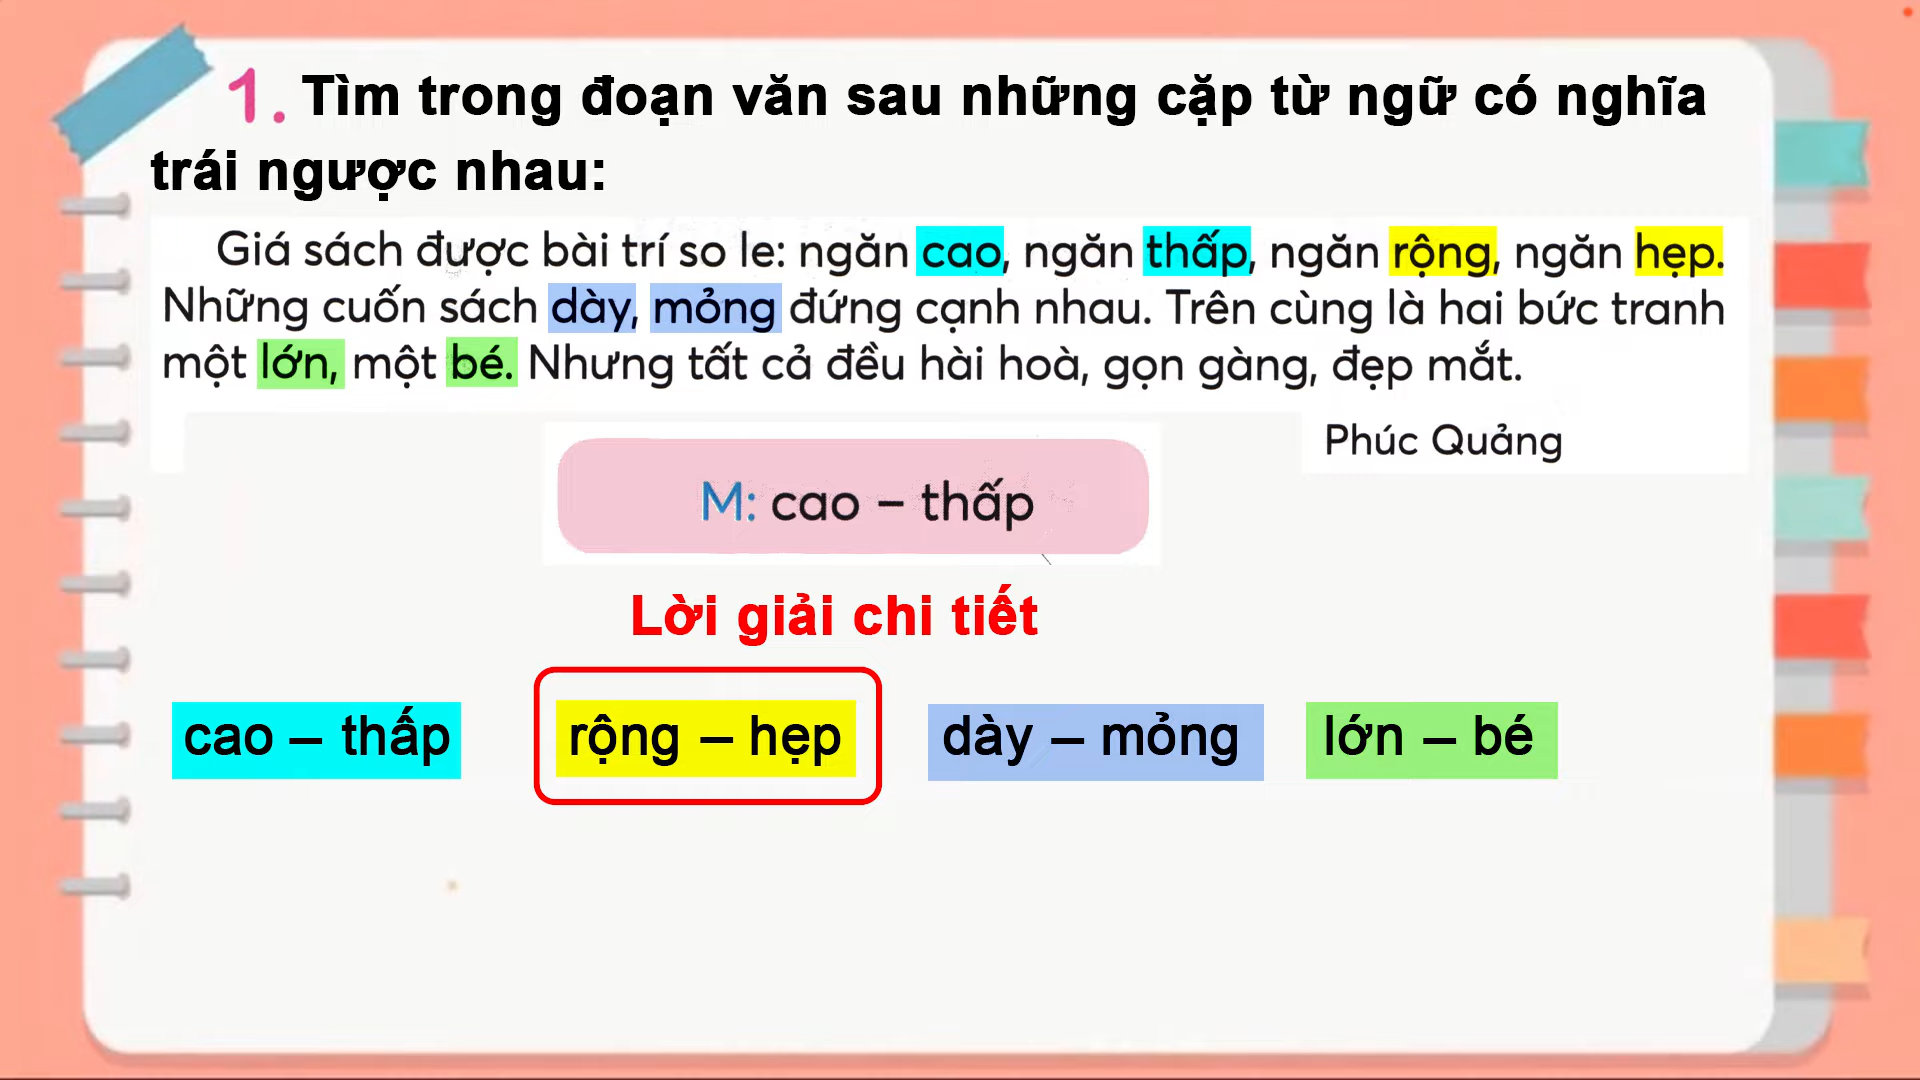 1. Tìm trong đoạn văn sau những cặp từ ngữ có nghĩa
trái ngược nhau:
Giá sách được bài trí so le: ngăn cao, ngăn thấp, ngăn rộng, ngăn hẹp.
Những cuốn sách dày, mỏng đứng cạnh nhau. Trên cùng là hai bức tranh
một lớn, một bé. Nhưng tất cả đều hài hoà, gọn gàng, đẹp mắt.
Phúc Quảng
M: cao – thấp
Lời giải chi tiết
cao – thấp rộng – hẹp dày – mỏng lớn – bé